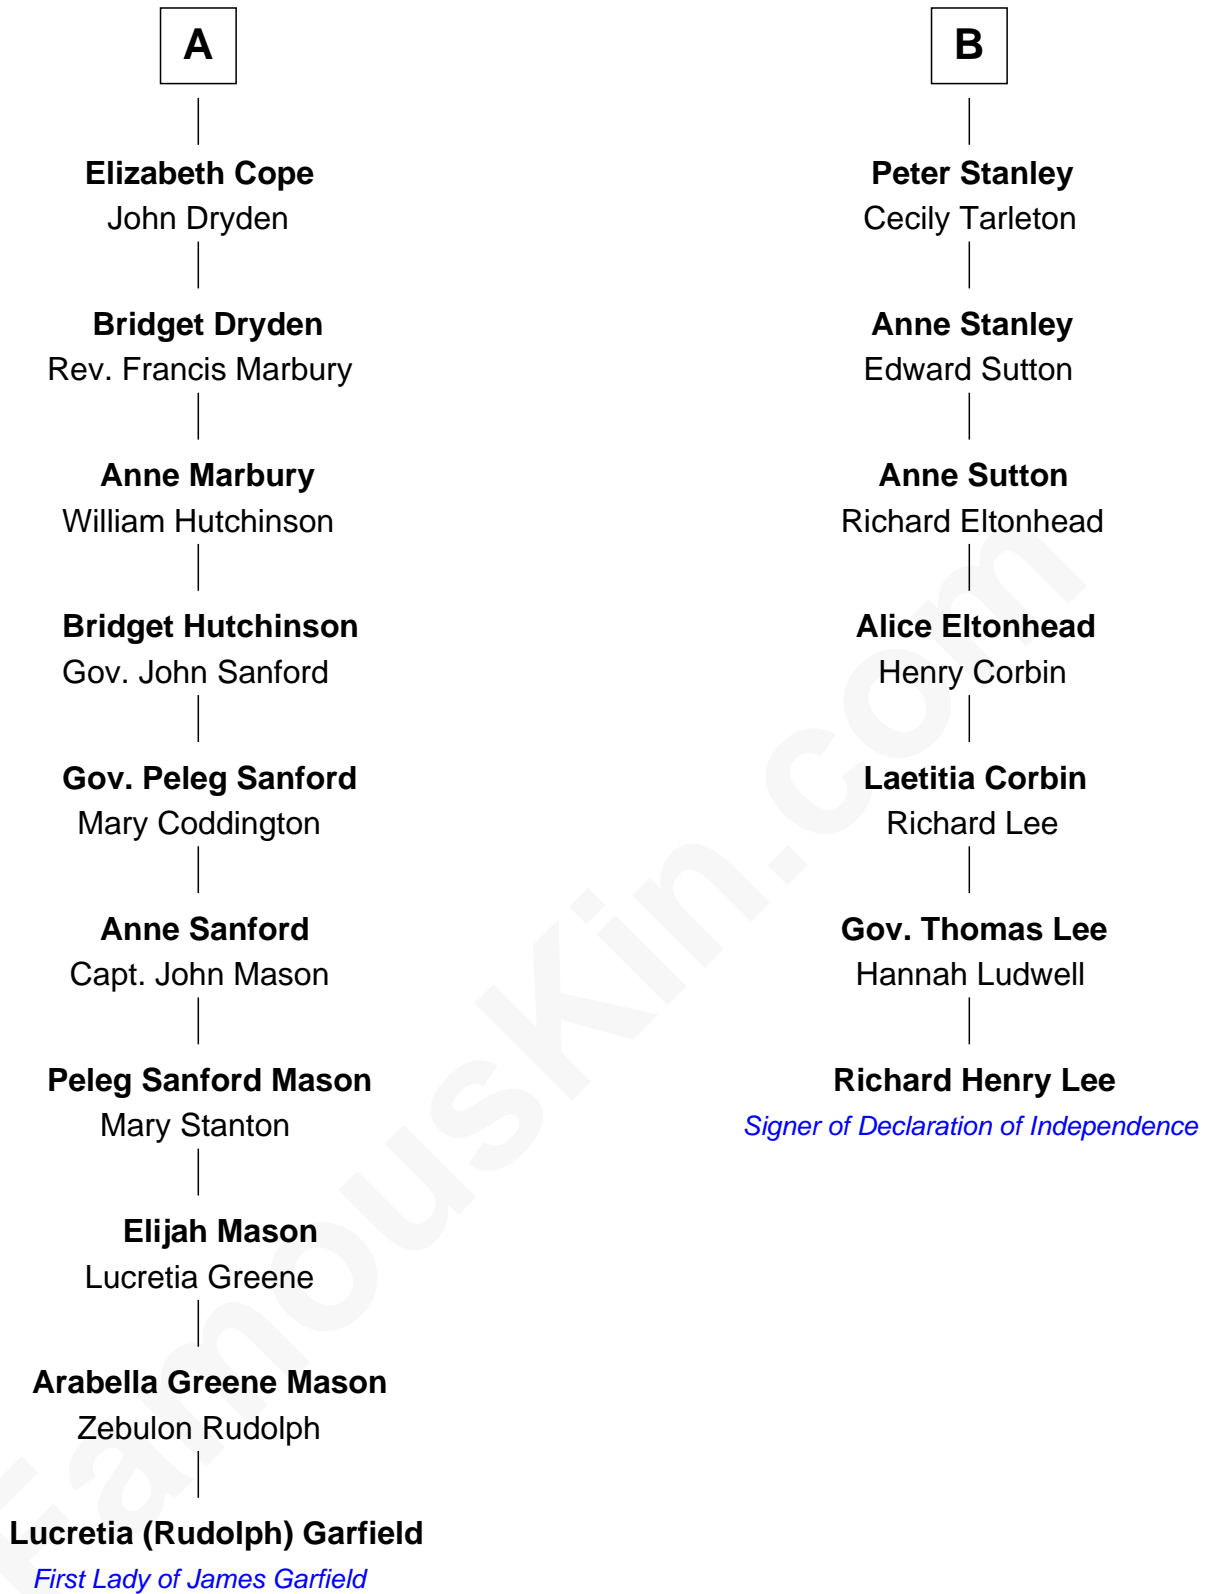 A
Elizabeth Cope
John Dryden
Bridget Dryden
Rev. Francis Marbury
Anne Marbury
William Hutchinson
Bridget Hutchinson
Gov. John Sanford
Gov. Peleg Sanford
Mary Coddington
Anne Sanford
Capt. John Mason
Peleg Sanford Mason
Mary Stanton
Elijah Mason
Lucretia Greene
Arabella Greene Mason
Zebulon Rudolph
Lucretia (Rudolph) Garfield
First Lady of James Garfield
B
Peter Stanley
Cecily Tarleton
Anne Stanley
Edward Sutton
Anne Sutton
Richard Eltonhead
Alice Eltonhead
Henry Corbin
Laetitia Corbin
Richard Lee
Gov. Thomas Lee
Hannah Ludwell
Richard Henry Lee
Signer of Declaration of Independence
FamousKin.com